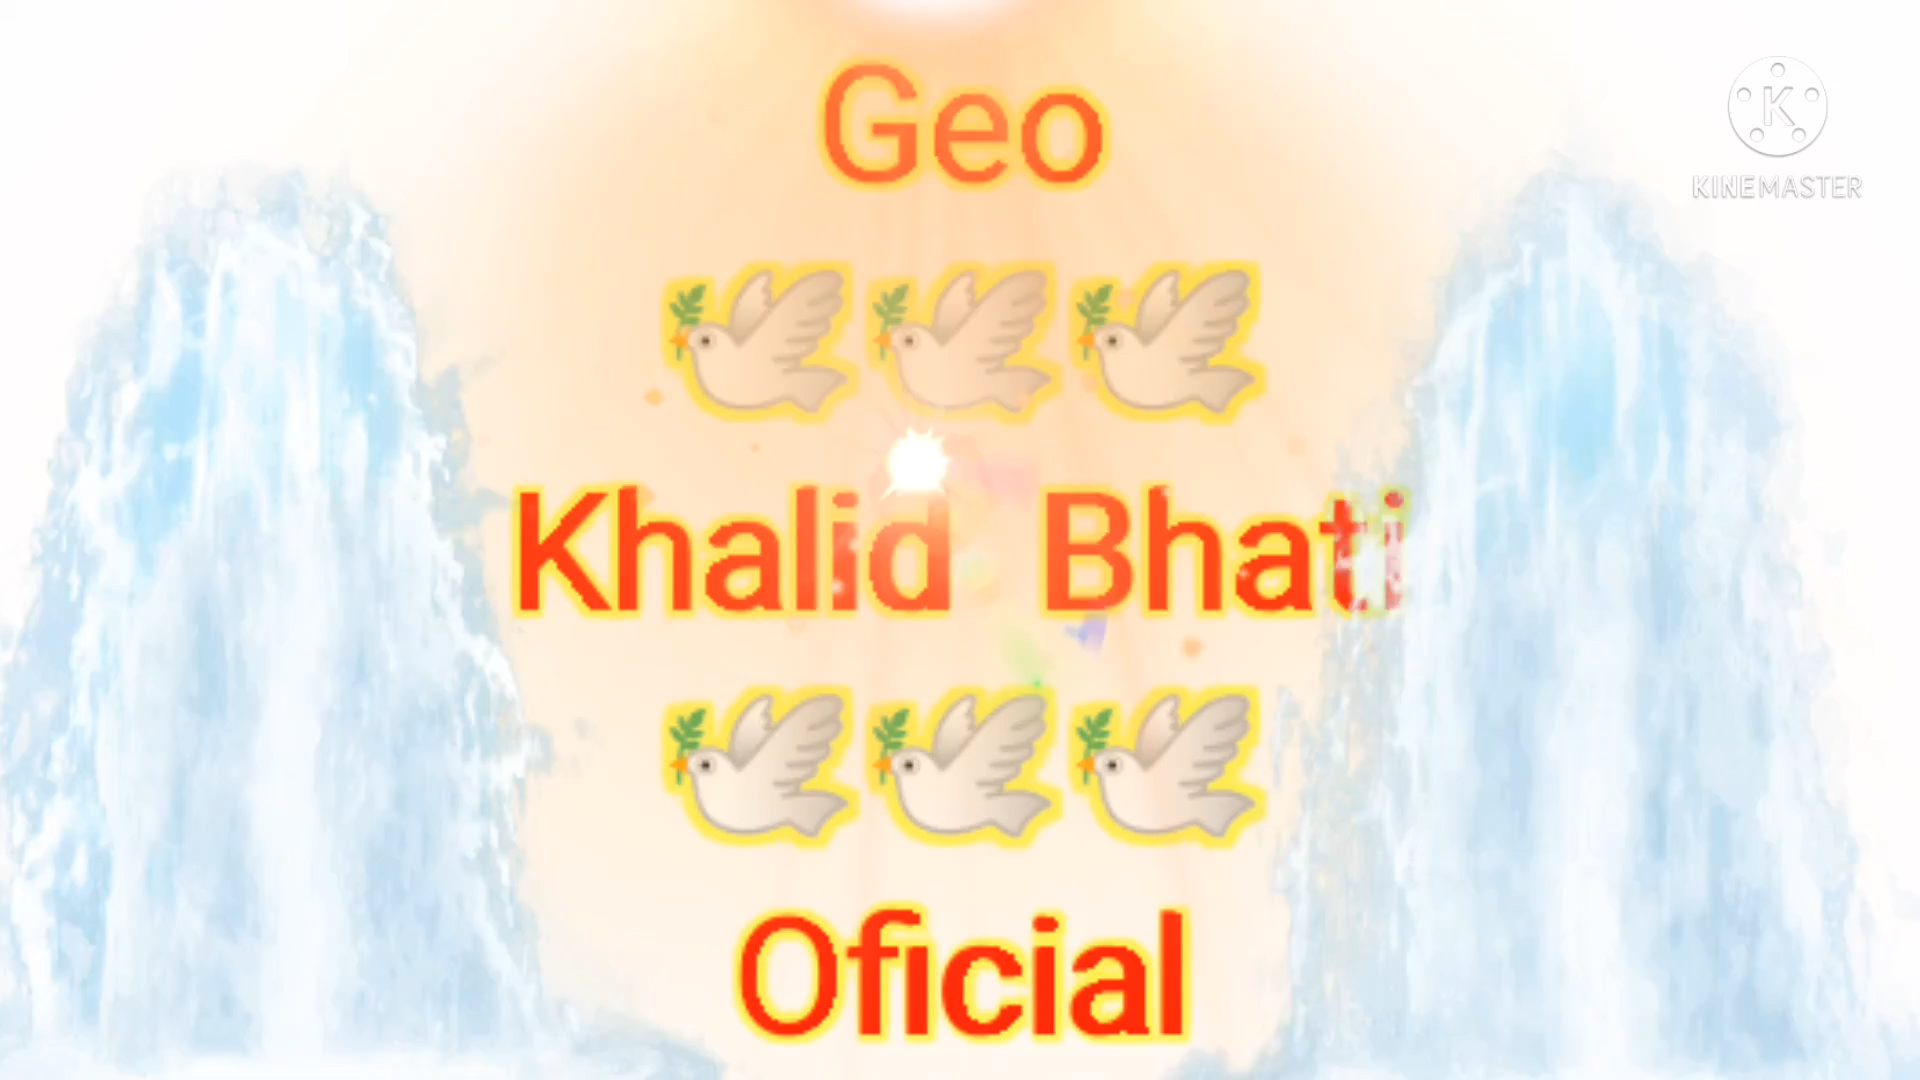 Geo
🕊🕊🕊
Khalid Bhati
🕊🕊🕊
Oficial
K
KINEMASTER